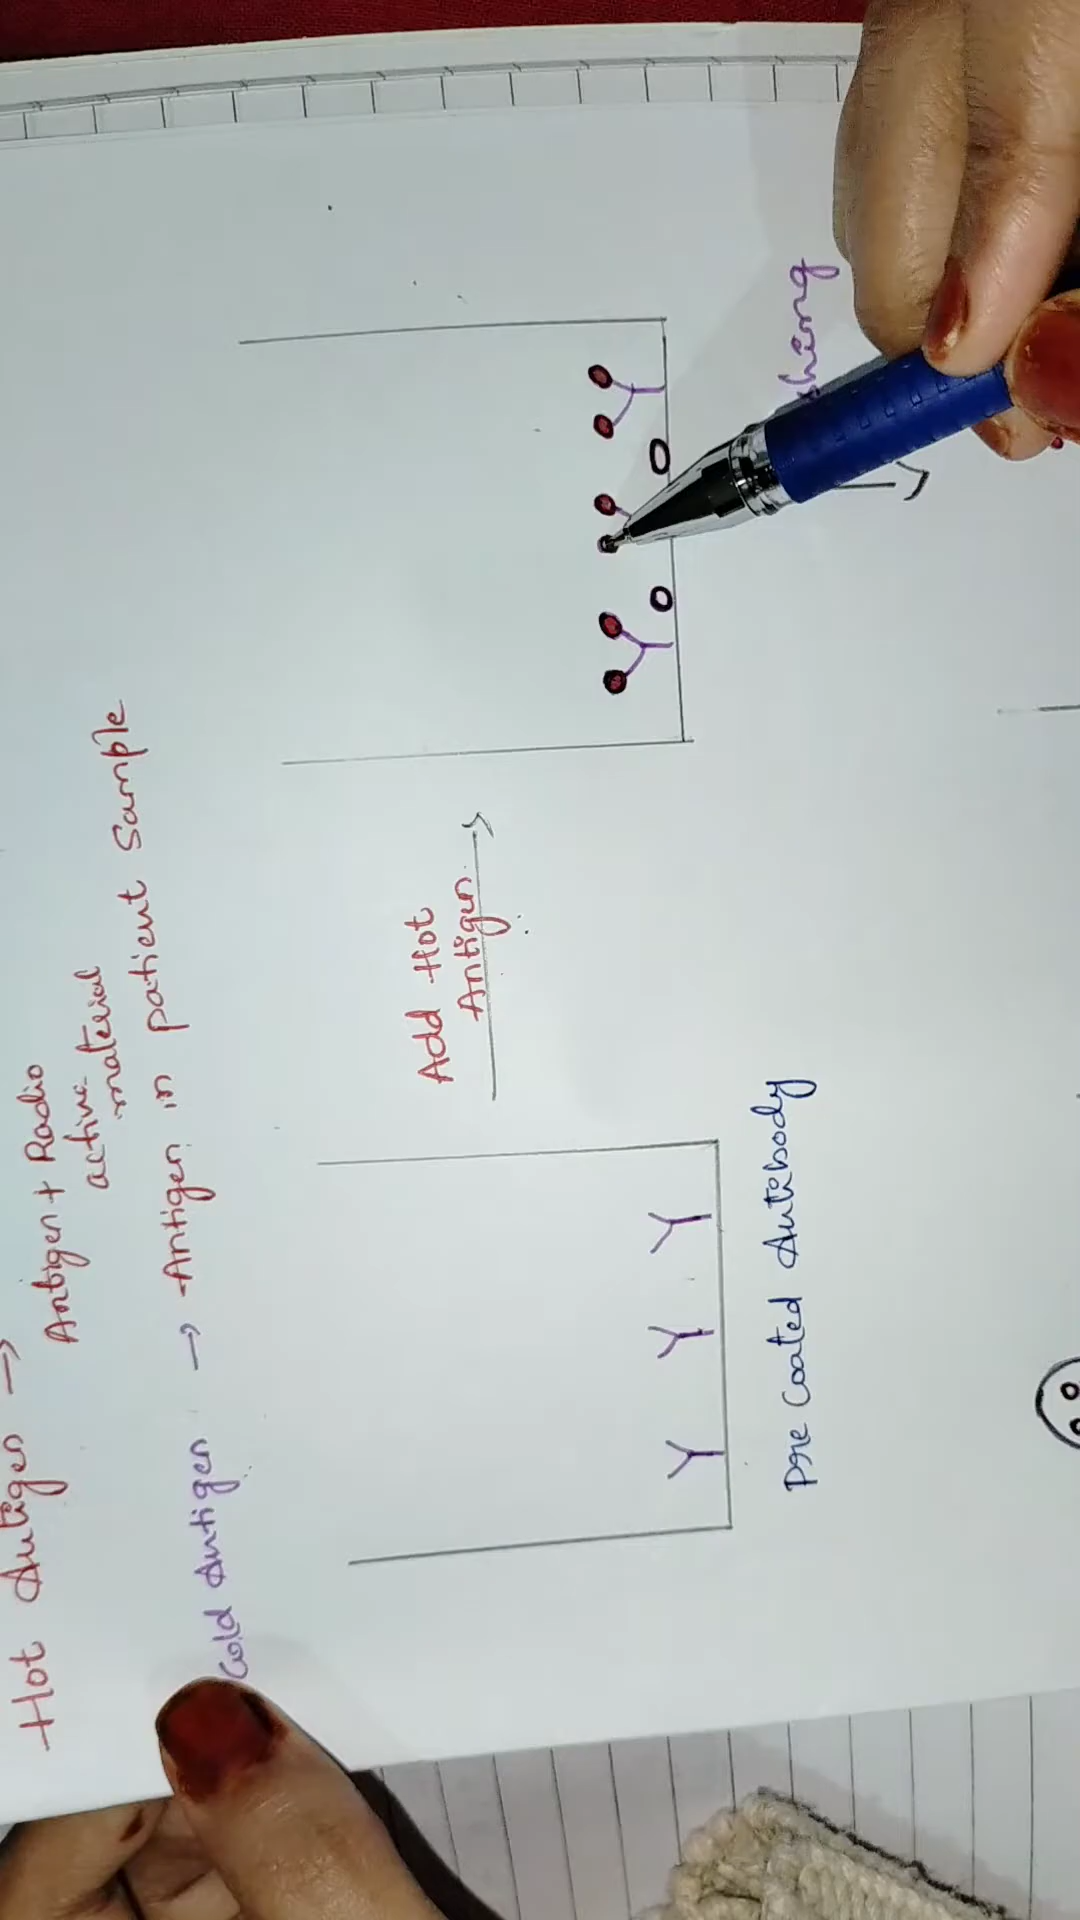 Hot Antigen →
Antigen + Radio
active
material
Cold Antigen → Antigen in patient Sample
Add Hot
Antigen
Pre Coated Antibody